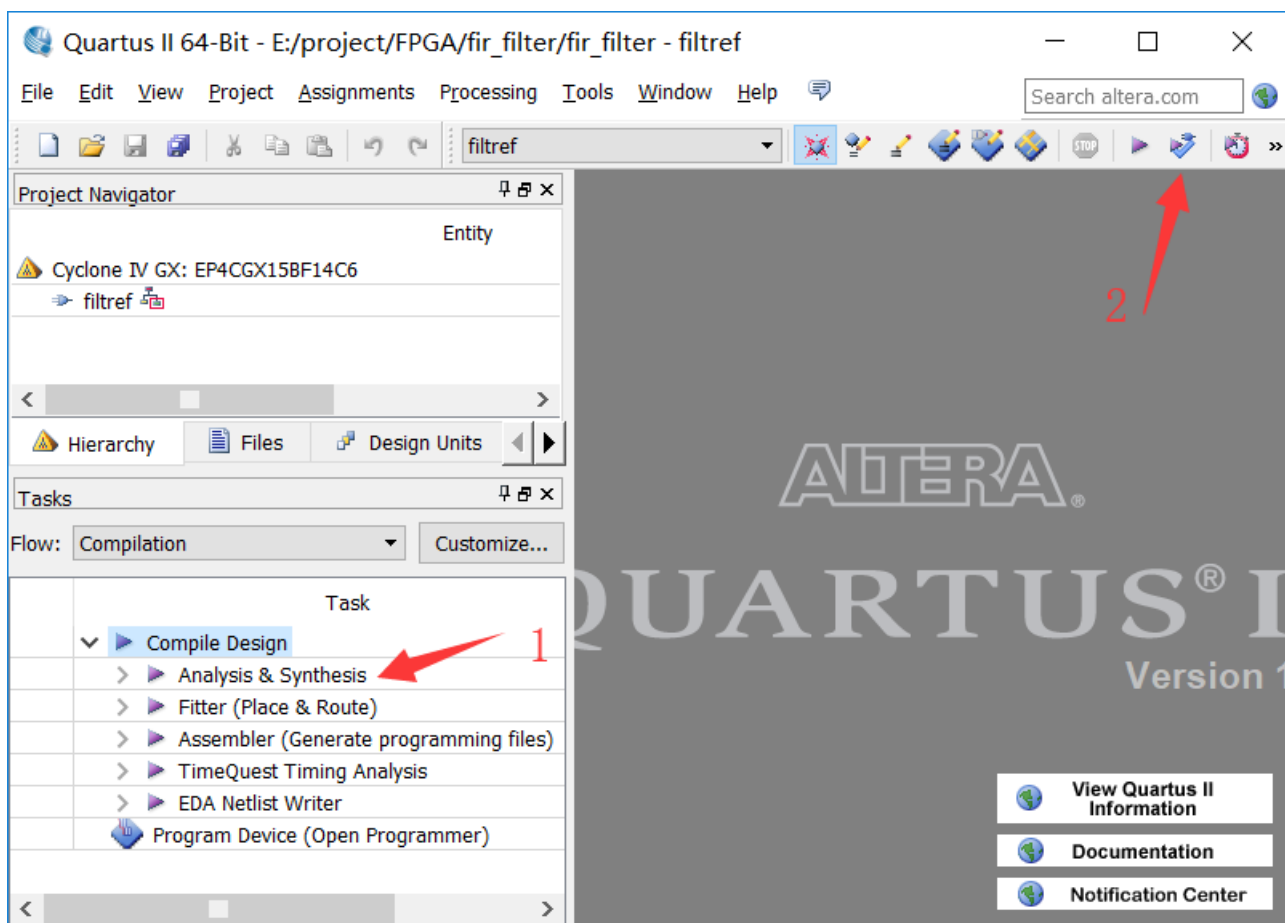 Quartus II 64-Bit - E:/project/FPGA/fir_filter/fir_filter - filtref
File Edit View Project Assignments Processing Tools Window Help
Search altera.com
filtref
STOP
»
Project Navigator
Entity
Cyclone IV GX: EP4CGX15BF14C6
filtref
Hierarchy Files Design Units
Tasks
Flow: Compilation Customize...
Task
Compile Design
Analysis & Synthesis
Fitter (Place & Route)
Assembler (Generate programming files)
TimeQuest Timing Analysis
EDA Netlist Writer
Program Device (Open Programmer)
1
2
ALTERA®
QUARTUS® I
Version 1
View Quartus II
Information
Documentation
Notification Center